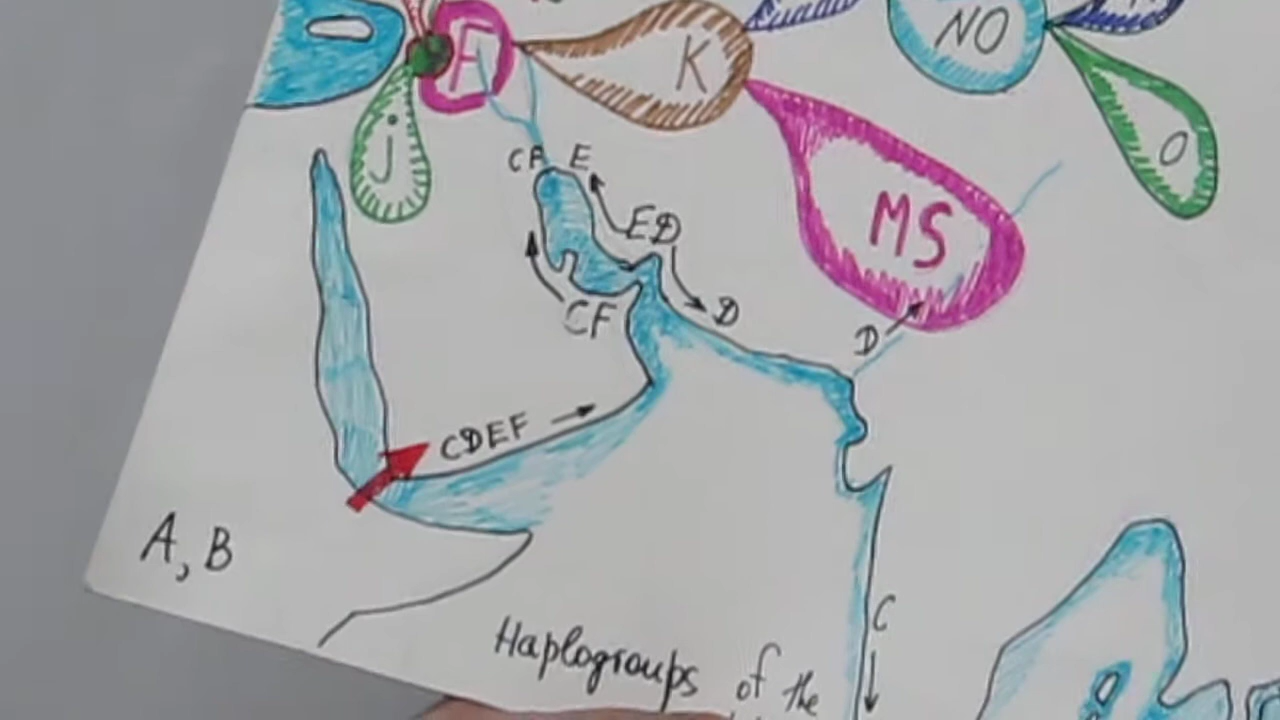 F
K
NO
J
O
CF E
MS
ED
CF
D
D
CDEF
A, B
C
Haplogroups of the